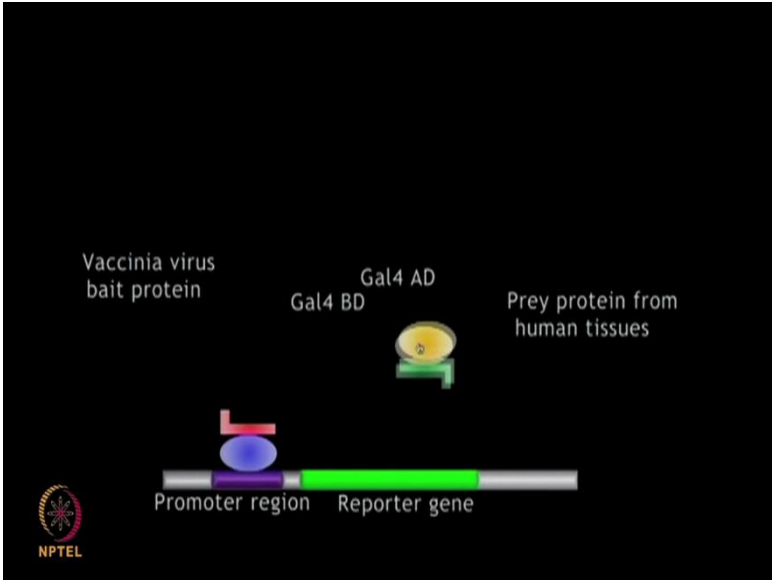 Vaccinia virus
bait protein
Gal4 AD
Gal4 BD
Prey protein from
human tissues
Promoter region
Reporter gene
NPTEL